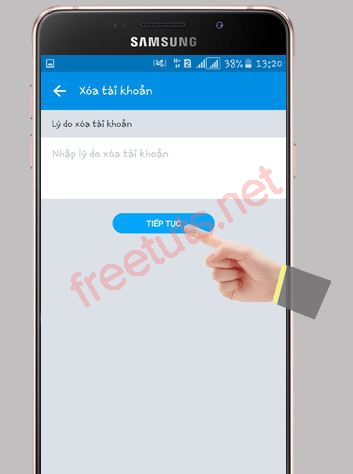 SAMSUNG
38% 13:20
Xóa tài khoản
Lý do xóa tài khoản
Nhập lý do xóa tài khoản
TIẾP TỤC
freetuts.net